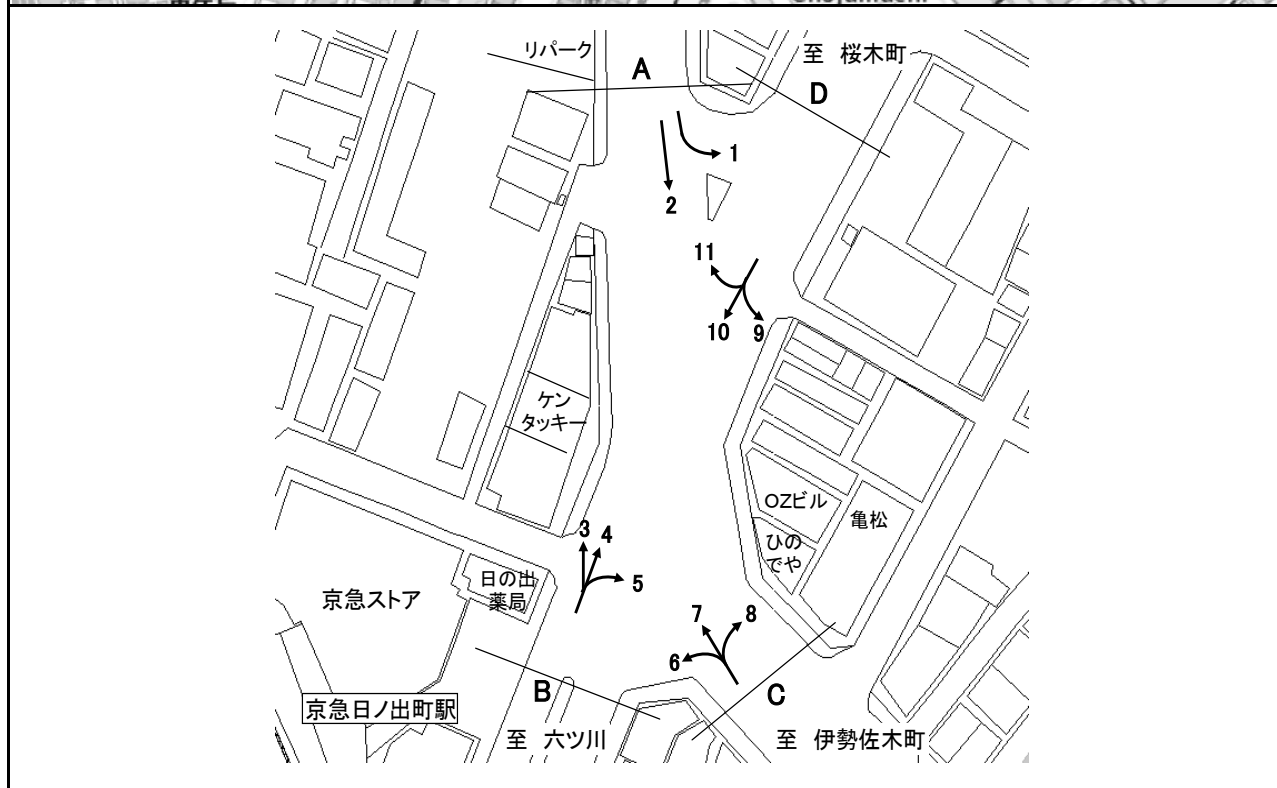 リパーク
A
至 桜木町
D
1
2
11
10
9
ケン
タッキー
OZビル
亀松
ひの
でや
3
4
5
日の出
薬局
京急ストア
7
8
6
B
C
京急日ノ出町駅
至 六ツ川
至 伊勢佐木町